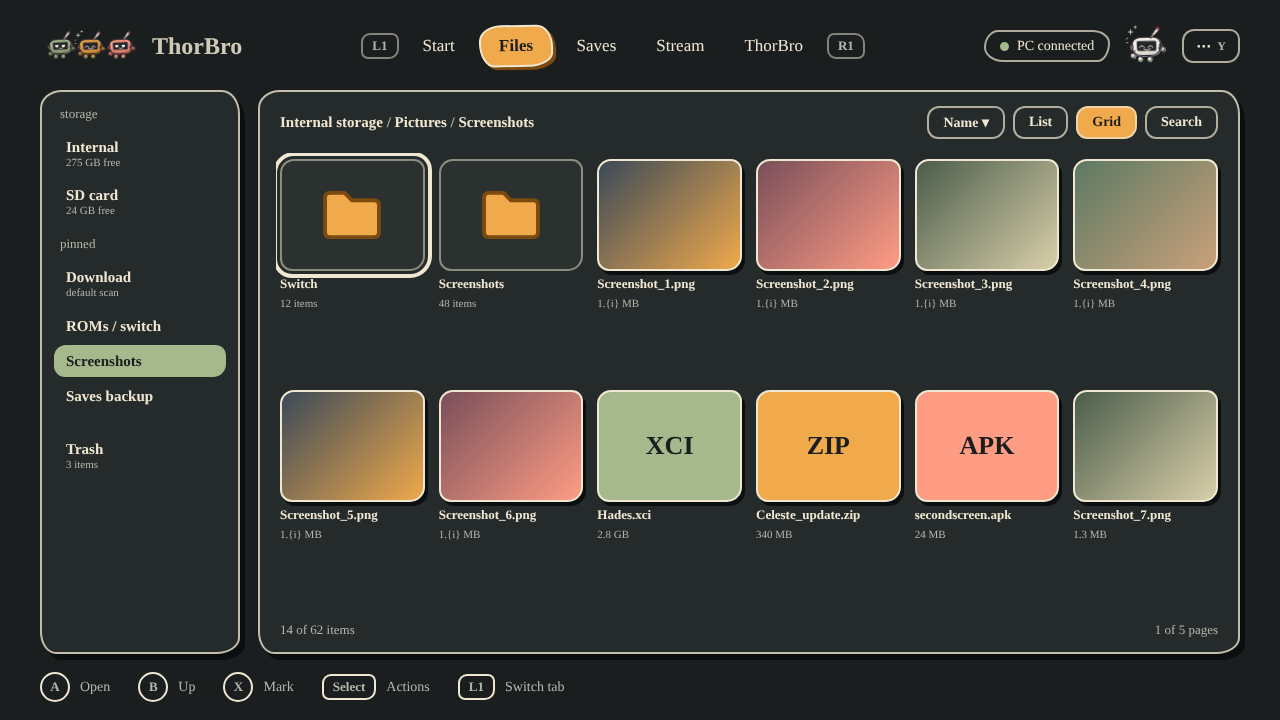 ThorBro
L1 Start Files Saves Stream ThorBro R1
PC connected
··· Y
storage
Internal
275 GB free
SD card
24 GB free
pinned
Download
default scan
ROMs / switch
Screenshots
Saves backup
Trash
3 items
Internal storage / Pictures / Screenshots
Name ▾ List Grid Search
Switch
12 items
Screenshots
48 items
Screenshot_1.png
1.{i} MB
Screenshot_2.png
1.{i} MB
Screenshot_3.png
1.{i} MB
Screenshot_4.png
1.{i} MB
Screenshot_5.png
1.{i} MB
Screenshot_6.png
1.{i} MB
XCI
Hades.xci
2.8 GB
ZIP
Celeste_update.zip
340 MB
APK
secondscreen.apk
24 MB
Screenshot_7.png
1.3 MB
14 of 62 items
1 of 5 pages
A Open B Up X Mark Select Actions L1 Switch tab